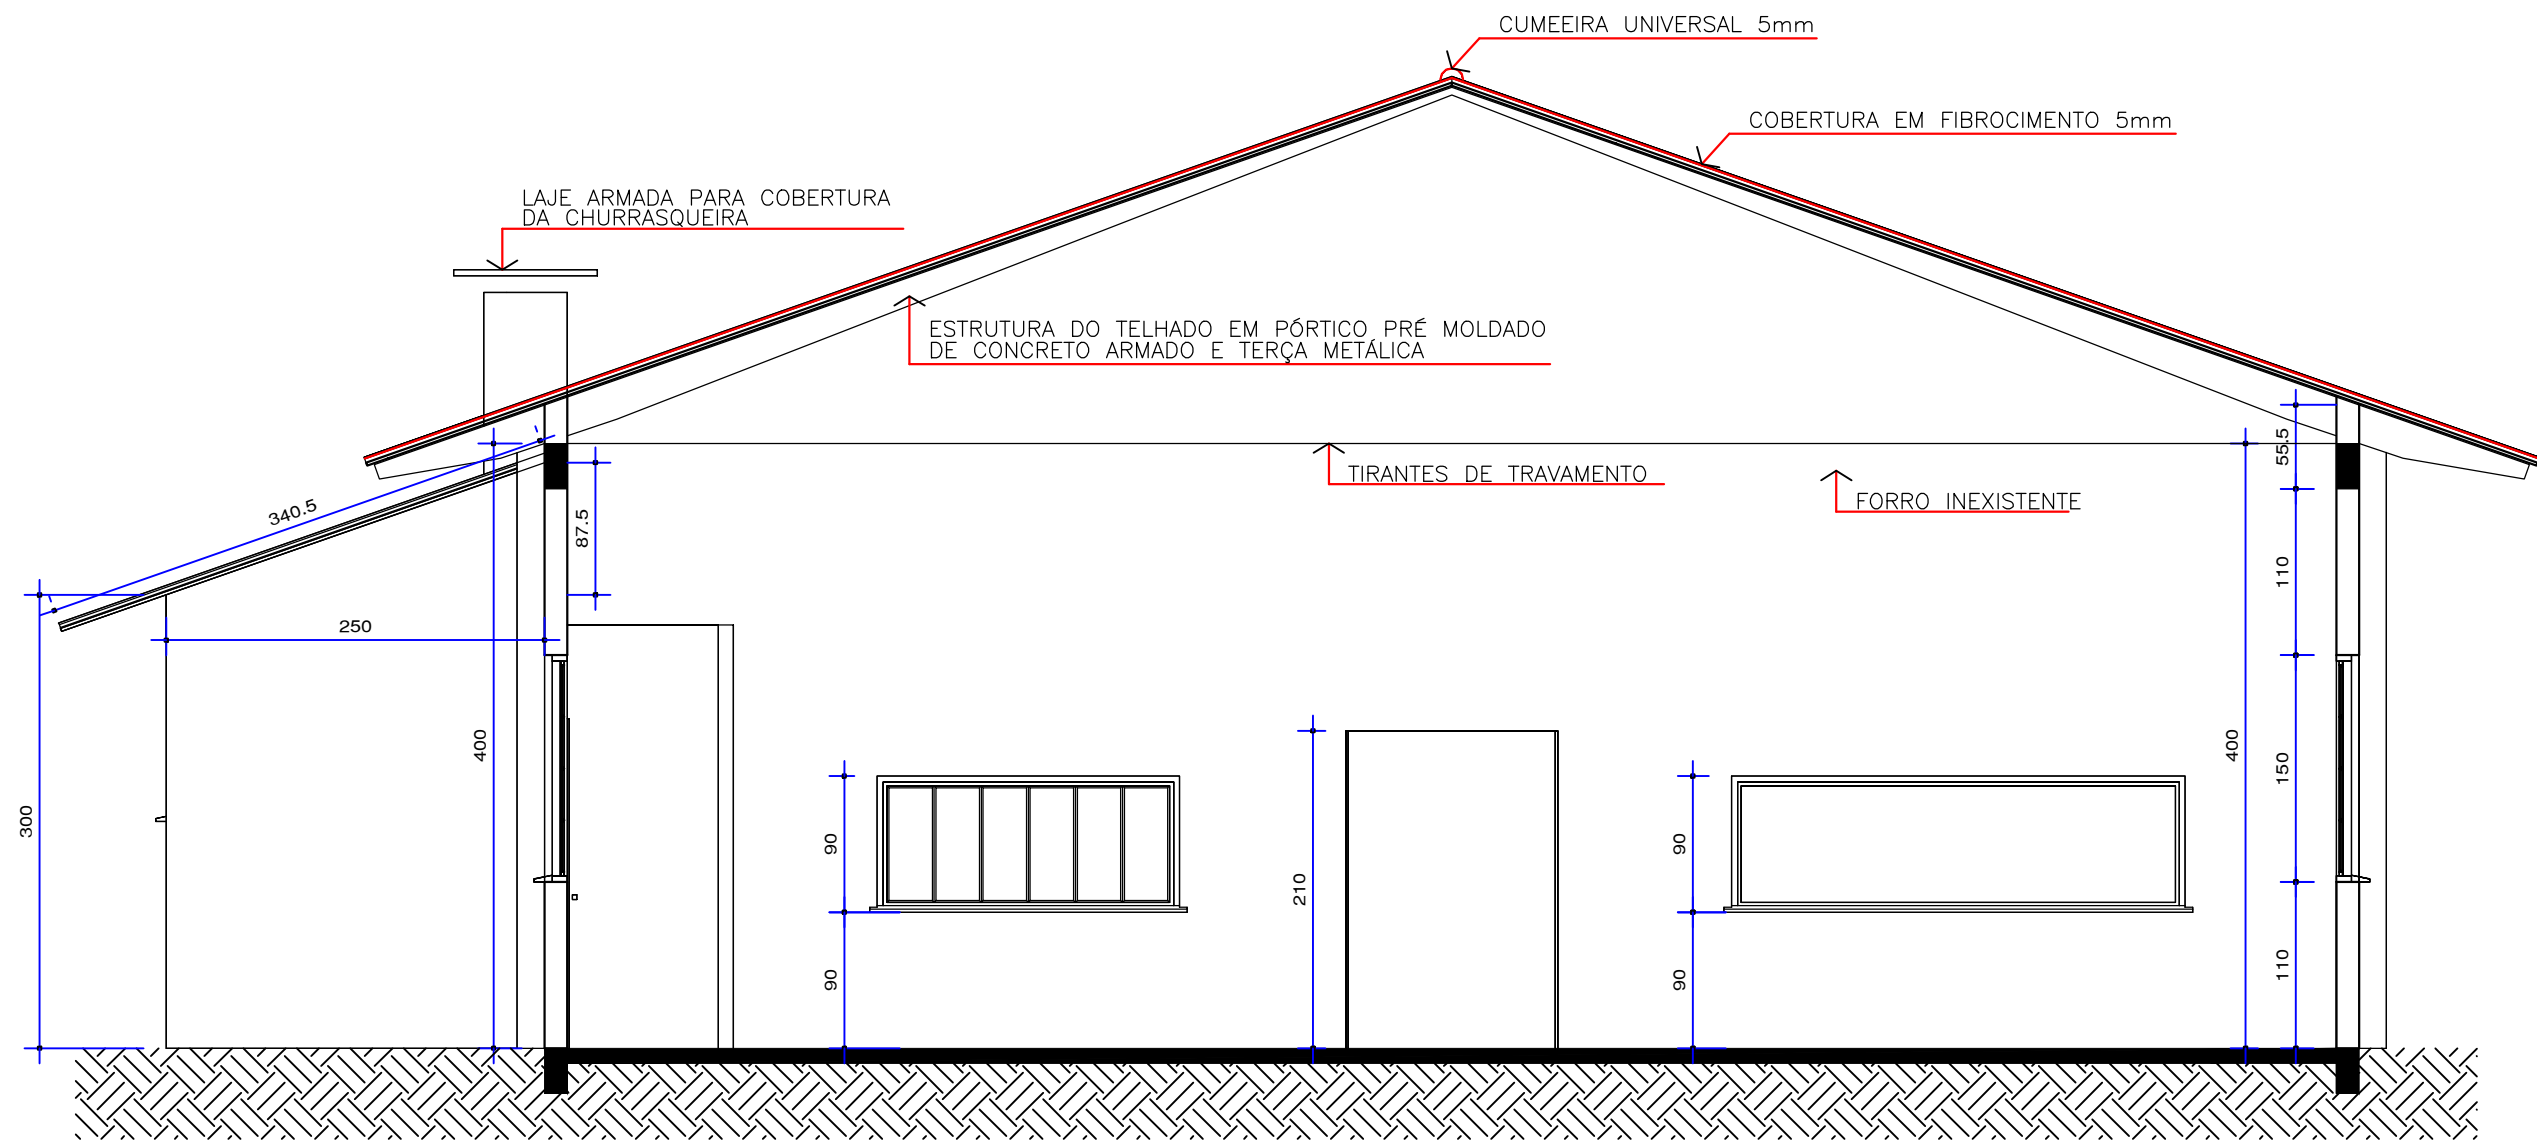 CUMEEIRA UNIVERSAL 5mm
COBERTURA EM FIBROCIMENTO 5mm
LAJE ARMADA PARA COBERTURA
DA CHURRASQUEIRA
ESTRUTURA DO TELHADO EM PÓRTICO PRÉ MOLDADO
DE CONCRETO ARMADO E TERÇA METÁLICA
TIRANTES DE TRAVAMENTO
FORRO INEXISTENTE
340.5
87.5
250
300
400
90
90
210
90
90
400
55.5
110
150
110